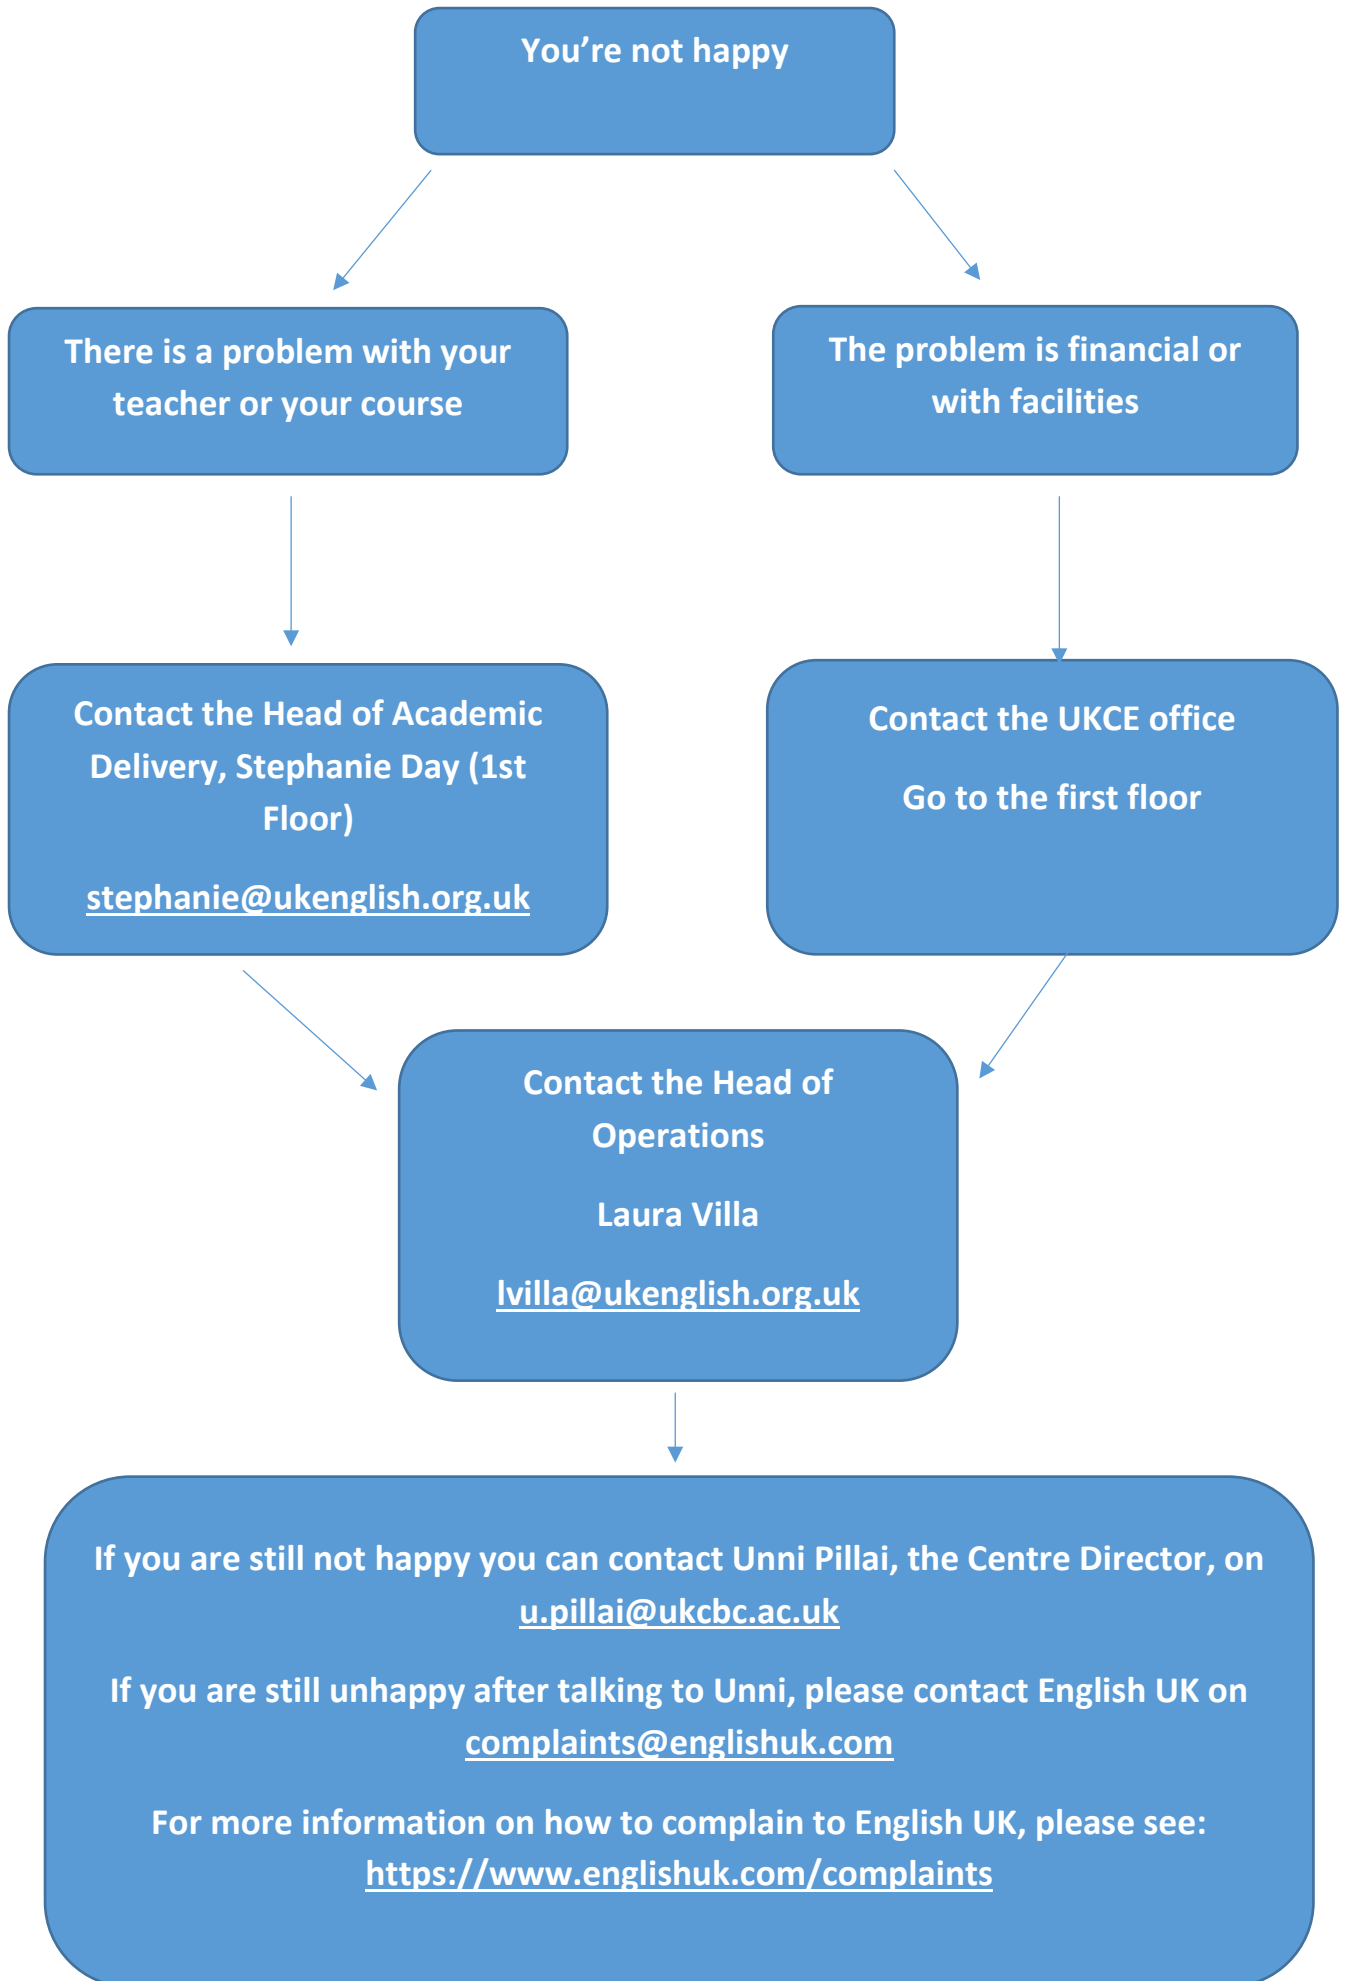 You’re not happy
There is a problem with your
teacher or your course
The problem is financial or
with facilities
Contact the Head of Academic
Delivery, Stephanie Day (1st
Floor)
stephanie@ukenglish.org.uk
Contact the UKCE office
Go to the first floor
Contact the Head of
Operations
Laura Villa
lvilla@ukenglish.org.uk
If you are still not happy you can contact Unni Pillai, the Centre Director, on
u.pillai@ukcbc.ac.uk
If you are still unhappy after talking to Unni, please contact English UK on
complaints@englishuk.com
For more information on how to complain to English UK, please see:
https://www.englishuk.com/complaints